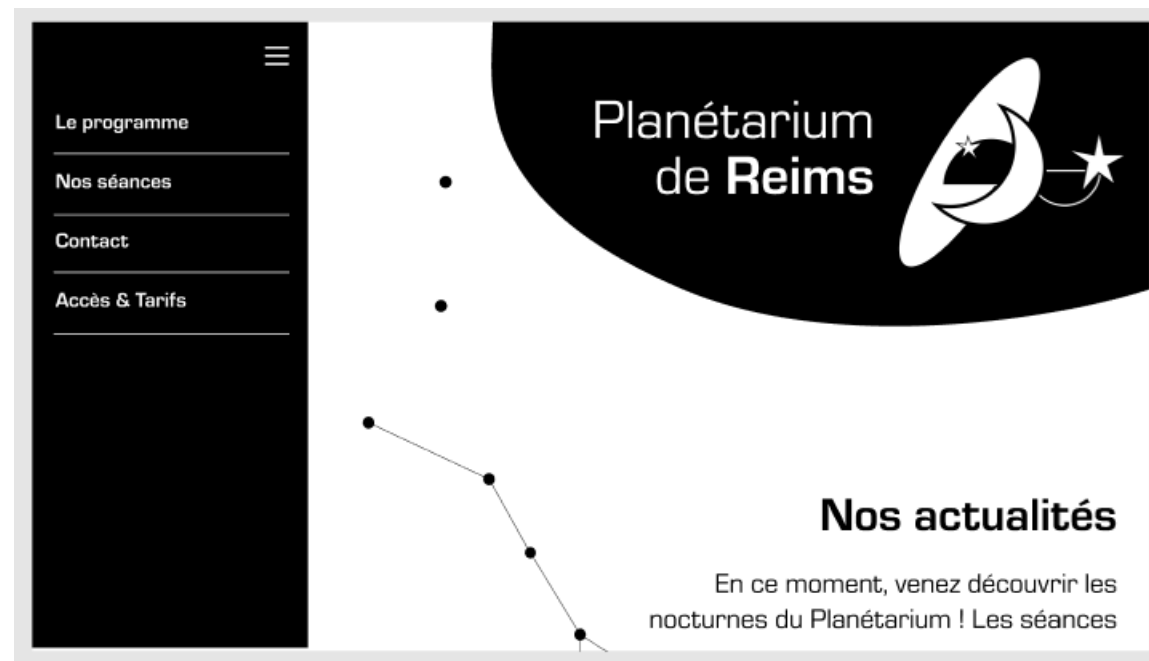 Le programme
Nos séances
Contact
Accès & Tarifs
Planétarium
de Reims
Nos actualités
En ce moment, venez découvrir les
nocturnes du Planétarium ! Les séances